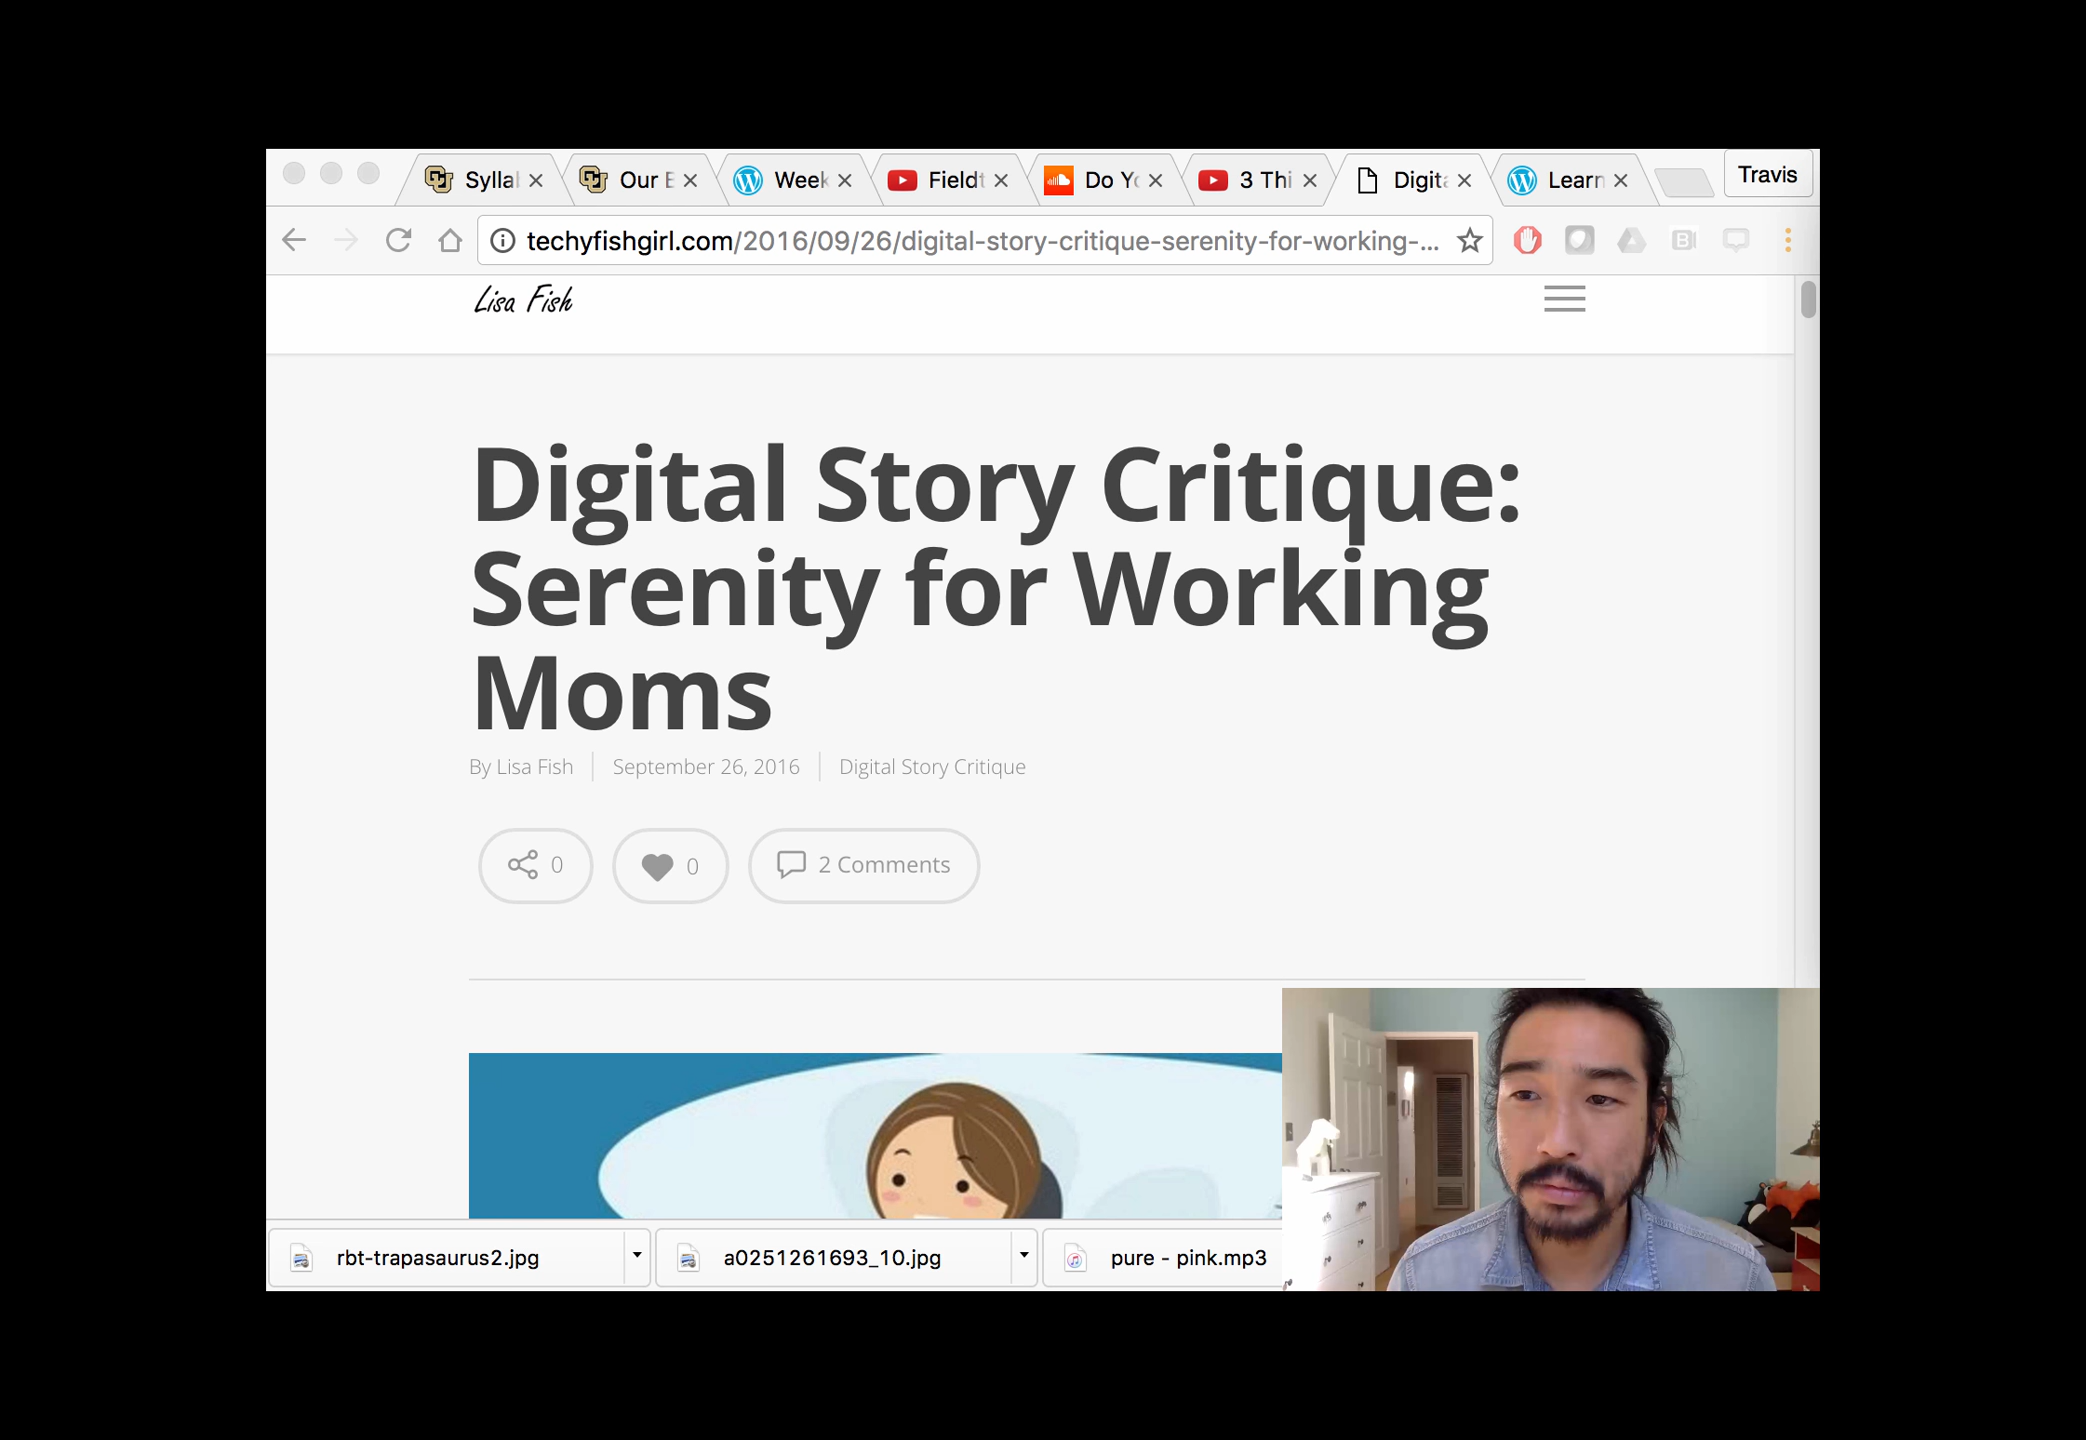 Syllal
Our E
Week
Fieldt
Do Yo
3 Thi
Digita
Learn
Travis
techyfishgirl.com/2016/09/26/digital-story-critique-serenity-for-working-...
Lisa Fish
Digital Story Critique:
Serenity for Working
Moms
By Lisa Fish
September 26, 2016
Digital Story Critique
0
0
2 Comments
rbt-trapasaurus2.jpg
a0251261693_10.jpg
pure - pink.mp3